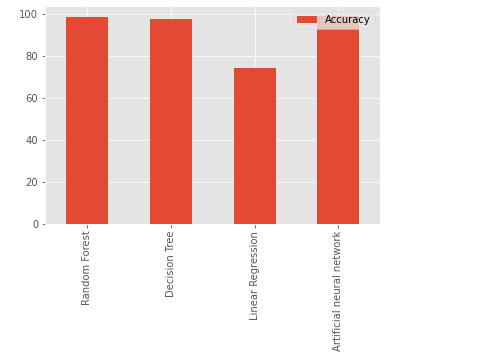 100
Accuracy
80
60
40
20
0
Random Forest
Decision Tree
Linear Regression
Artificial neural network